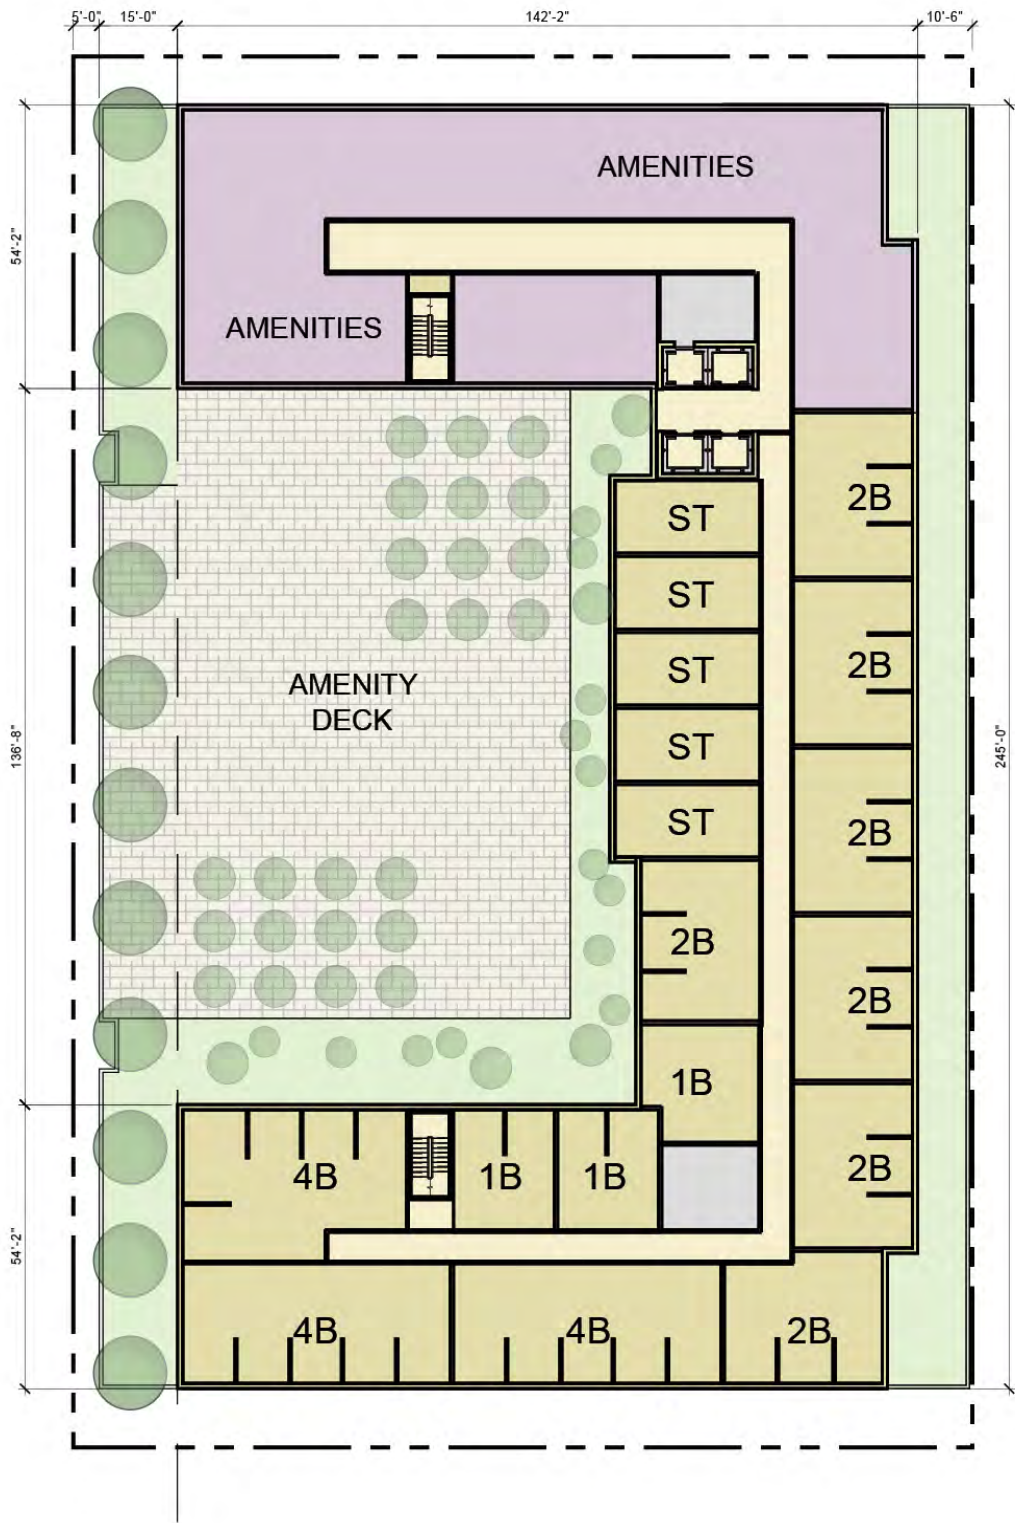 5'-0" 15'-0" 142'-2" 10'-6"
AMENITIES
54'-2"
AMENITIES
2B
ST
ST
2B
ST
AMENITY
DECK
136'-8"
ST
245'-0"
ST
2B
2B
2B
1B
4B
1B
1B
2B
54'-2"
4B
4B
2B